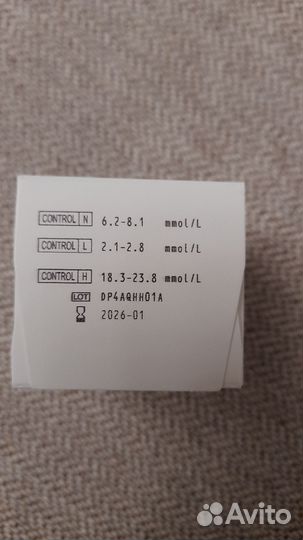 CONTROL N 6.2-8.1 mmol/L
CONTROL L 2.1-2.8 mmol/L
CONTROL H 18.3-23.8 mmol/L
LOT DP4AQHH01A
2026-01
Avito